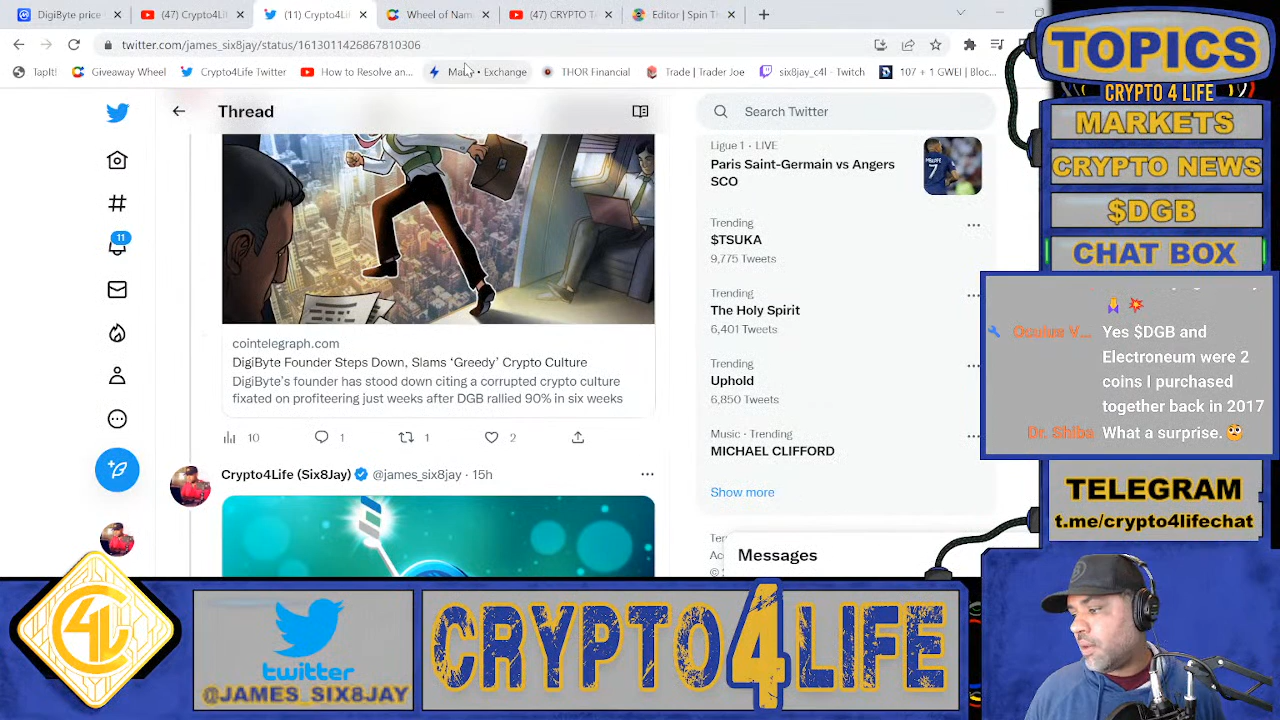 DigiByte price
(47) Crypto4Life
(11) Crypto4Life
Wheel of Nam
(47) CRYPTO T
Editor | Spin T
twitter.com/james_six8jay/status/1613011426867810306
TapIt!
Giveaway Wheel
Crypto4Life Twitter
How to Resolve an...
Exchange
THOR Financial
Trade | Trader Joe
six8jay_c4l - Twitch
107 + 1 GWEI | Bloc...
Thread
Search Twitter
Ligue 1 · LIVE
Paris Saint-Germain vs Angers
SCO
Trending
$TSUKA
9,775 Tweets
Trending
The Holy Spirit
6,401 Tweets
Trending
Uphold
6,850 Tweets
Music · Trending
MICHAEL CLIFFORD
Show more
Messages
11
cointelegraph.com
DigiByte Founder Steps Down, Slams ‘Greedy’ Crypto Culture
DigiByte’s founder has stood down citing a corrupted crypto culture
fixated on profiteering just weeks after DGB rallied 90% in six weeks
10
1
1
2
Crypto4Life (Six8Jay) @james_six8jay · 15h
TOPICS
CRYPTO 4 LIFE
MARKETS
CRYPTO NEWS
$DGB
CHAT BOX
Oculus V... Yes $DGB and
Electroneum were 2
coins I purchased
together back in 2017
Dr. Shiba What a surprise.
TELEGRAM
t.me/crypto4lifechat
C4L
twitter
@JAMES_SIX8JAY
CRYPTO4LIFE